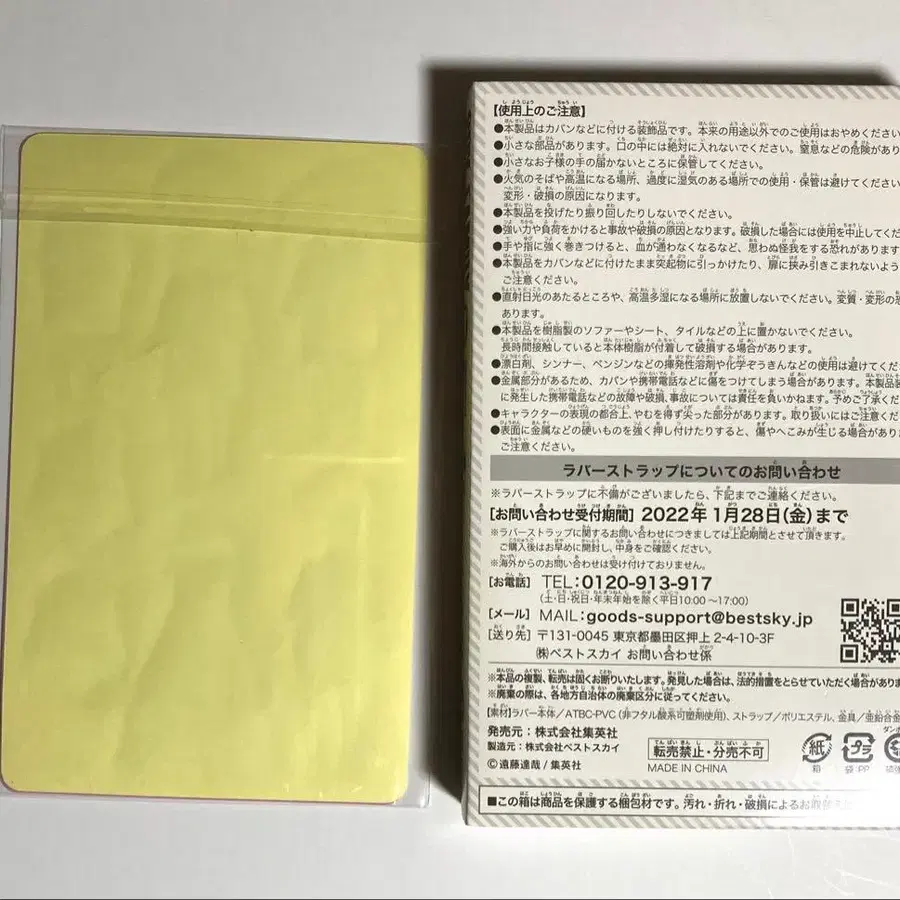 【使用上のご注意】
●本製品はカバンなどに付ける装飾品です。本来の用途以外でのご使用はおやめください
●小さな部品があります。口の中には絶対に入れないでください。窒息などの危険があり
●小さなお子様の手の届かないところに保管してください。
●火気のそばや高温になる場所、過度に湿気のある場所での使用・保管は避けてください
変形・破損の原因になります。
●本製品を投げたり振り回したりしないでください。
●強い力や負荷をかけると事故や破損の原因となります。破損した場合には使用を中止してく
●手や指に強く巻きつけると、血が通わなくなるなど、思わぬ怪我をする恐れがあります
●本製品をカバンなどに付けたまま突起物に引っかけたり、扉に挟み引きこまれないよう
ご注意ください。
●直射日光のあたるところや、高温多湿になる場所に放置しないでください。変質・変形の恐
あります。
●本製品を樹脂製のソファーやシート、タイルなどの上に置かないでください。
長時間接触していると本体樹脂が付着して破損する場合があります。
●漂白剤、シンナー、ベンジンなどの揮発性溶剤や化学ぞうきんなどの使用は避けてくだ
●金属部分があるため、カバンや携帯電話などに傷をつけてしまう場合があります。本製品
に発生した携帯電話などの故障や破損、事故については責任を負いかねます。予めご了承くだ
●キャラクターの表現の都合上、やむを得ず尖った部分があります。取り扱いにはご注意くだ
●表面に金属などの硬いものを強く押し付けたりすると、傷やへこみが生じる場合があり
ご注意ください。
ラバーストラップについてのお問い合わせ
※ラバーストラップに不備がございましたら、下記までご連絡ください。
[お問い合わせ受付期間] 2022年1月28日(金)まで
※ラバーストラップに関するお問い合わせにつきましては上記期間とさせて頂きます。
ご購入後はお早めに開封し、中身をご確認ください。
※海外からのお問い合わせは受け付けておりません。
[お電話] TEL:0120-913-917
(土・日・祝日・年末年始を除く平日10:00〜17:00)
[メール] MAIL:goods-support@bestsky.jp
[送り先] 〒131-0045 東京都墨田区押上2-4-10-3F
㈱ベストスカイ お問い合わせ係
※本品の複製、転売は固くお断りいたします。発見した場合は、法的措置をとらせていただく場合があり
※廃棄の際は、各地方自治体の廃棄区分に従ってください。
【素材】ラバー本体/ATBC-PVC(非フタル酸系可塑剤使用)、ストラップ/ポリエステル、金具/亜鉛合金
発売元:株式会社集英社
製造元:株式会社ベストスカイ
©遠藤達哉/集英社
転売禁止・分売不可
MADE IN CHINA
紙
箱
プラ
袋:PP
ダンボ
■この箱は商品を保護する梱包材です。汚れ・折れ・破損によるお取替え